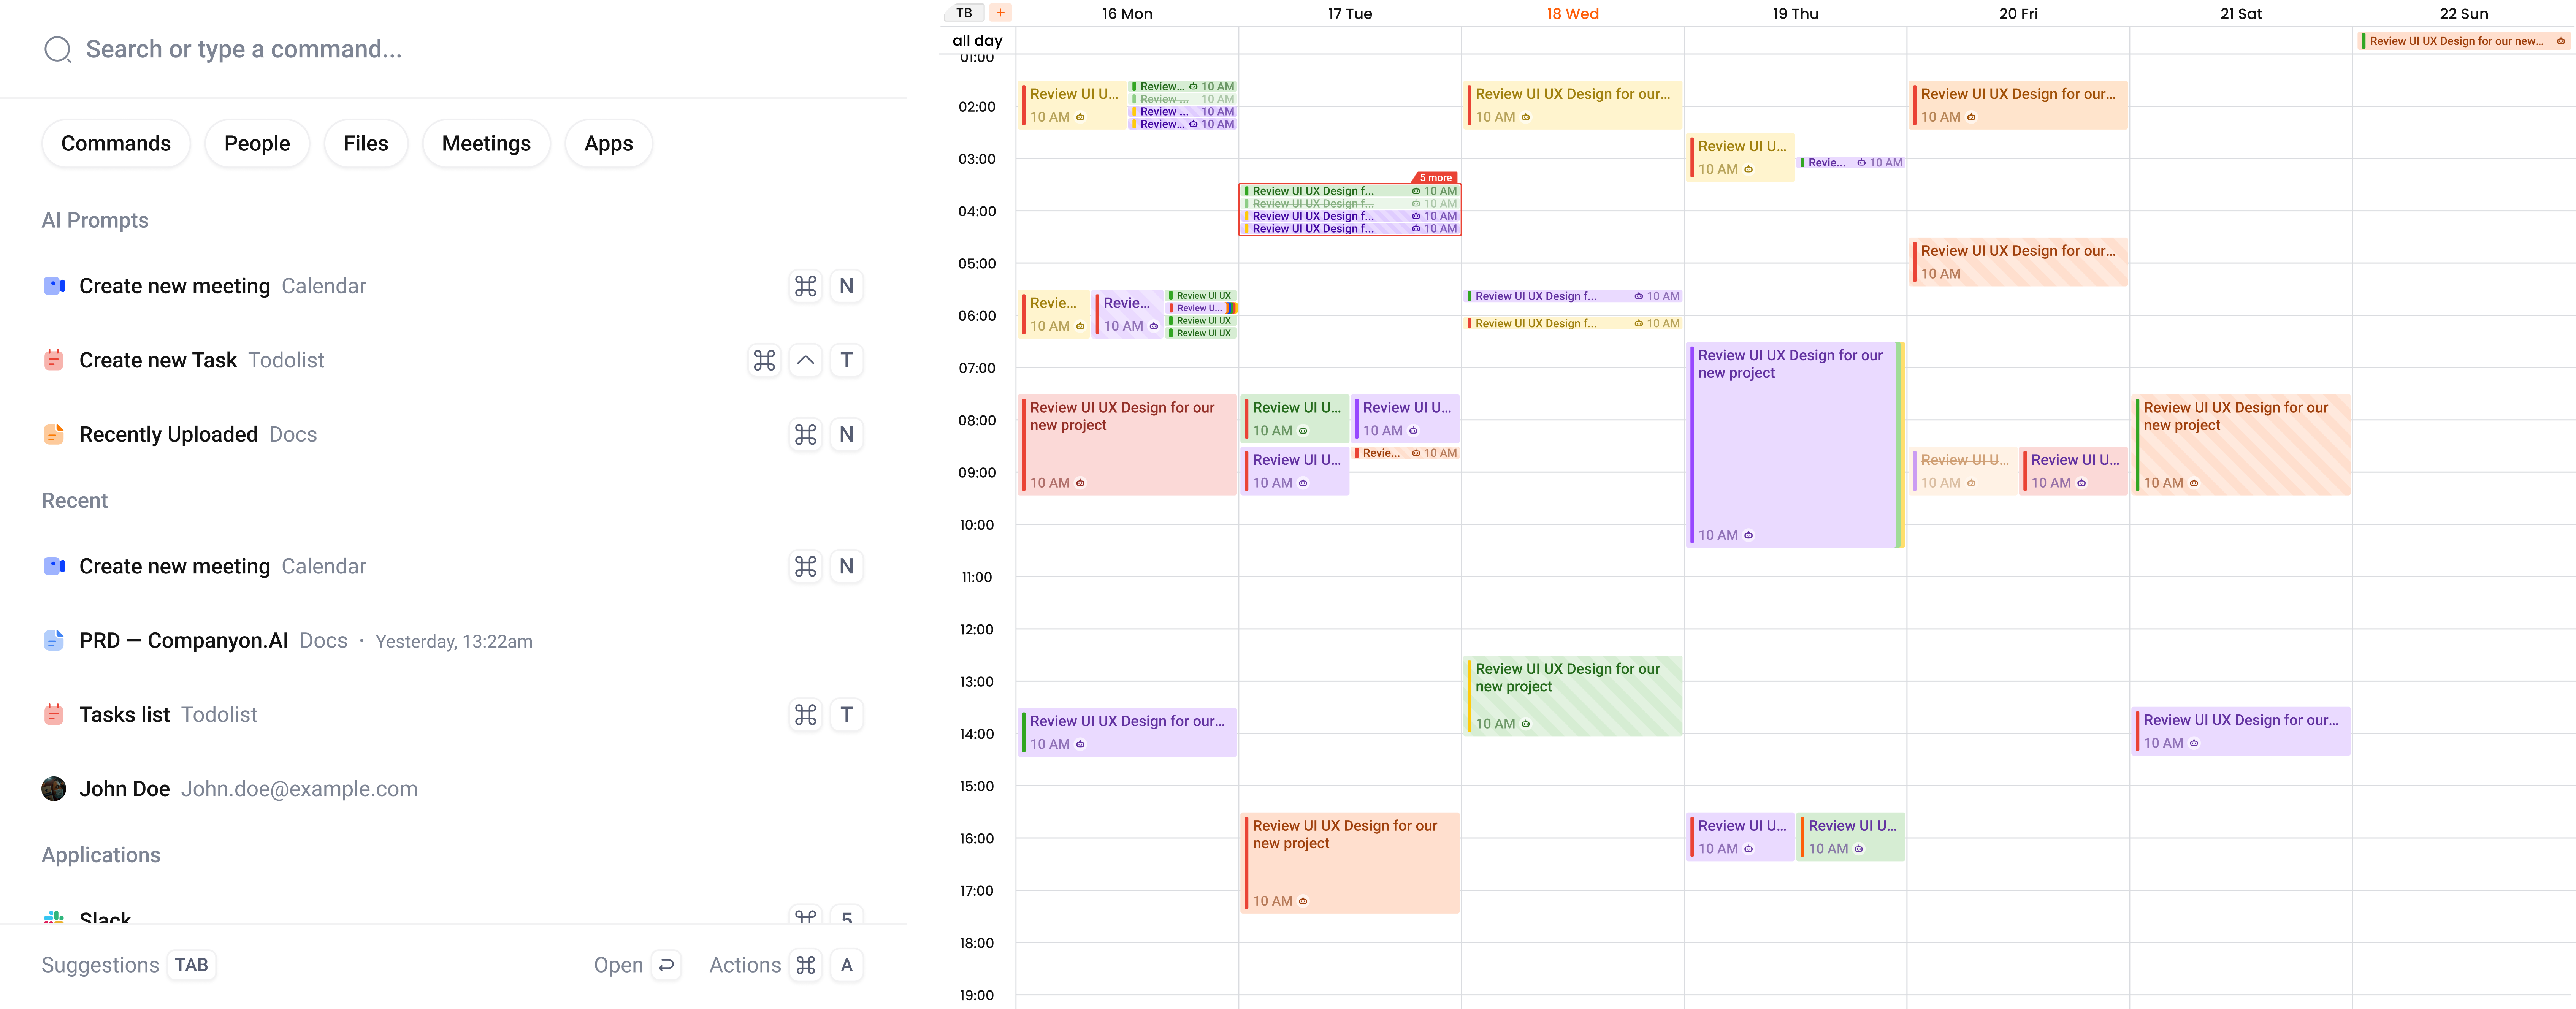 Search or type a command...
Commands
People
Files
Meetings
Apps
AI Prompts
Create new meeting Calendar ⌘ N
Create new Task Todolist ⌘ ^ T
Recently Uploaded Docs ⌘ N
Recent
Create new meeting Calendar ⌘ N
PRD — Companyon.AI Docs · Yesterday, 13:22am
Tasks list Todolist ⌘ T
John Doe John.doe@example.com
Applications
Slack ⌘ 5
Suggestions TAB
Open
Actions ⌘ A
TB +
16 Mon
17 Tue
18 Wed
19 Thu
20 Fri
21 Sat
22 Sun
all day
01:00
02:00
03:00
04:00
05:00
06:00
07:00
08:00
09:00
10:00
11:00
12:00
13:00
14:00
15:00
16:00
17:00
18:00
19:00
Review UI U...
10 AM
Review... 10 AM
Review ... 10 AM
Review ... 10 AM
Review... 10 AM
Revie...
10 AM
Revie...
10 AM
Review UI UX
Review U...
Review UI UX
Review UI UX
Review UI UX Design for our
new project
10 AM
Review UI UX Design for our...
10 AM
5 more
Review UI UX Design f... 10 AM
Review UI UX Design f... 10 AM
Review UI UX Design f... 10 AM
Review UI UX Design f... 10 AM
Review UI U...
10 AM
Review UI U...
10 AM
Review UI U...
10 AM
Revie... 10 AM
Review UI UX Design for our
new project
10 AM
Review UI UX Design for our...
10 AM
Review UI UX Design f... 10 AM
Review UI UX Design f... 10 AM
Review UI UX Design for our
new project
10 AM
Review UI U...
10 AM
Revie... 10 AM
Review UI UX Design for our
new project
10 AM
Review UI U...
10 AM
Review UI U...
10 AM
Review UI UX Design for our...
10 AM
Review UI UX Design for our...
10 AM
Review UI U...
10 AM
Review UI U...
10 AM
Review UI UX Design for our
new project
10 AM
Review UI UX Design for our...
10 AM
Review UI UX Design for our new...